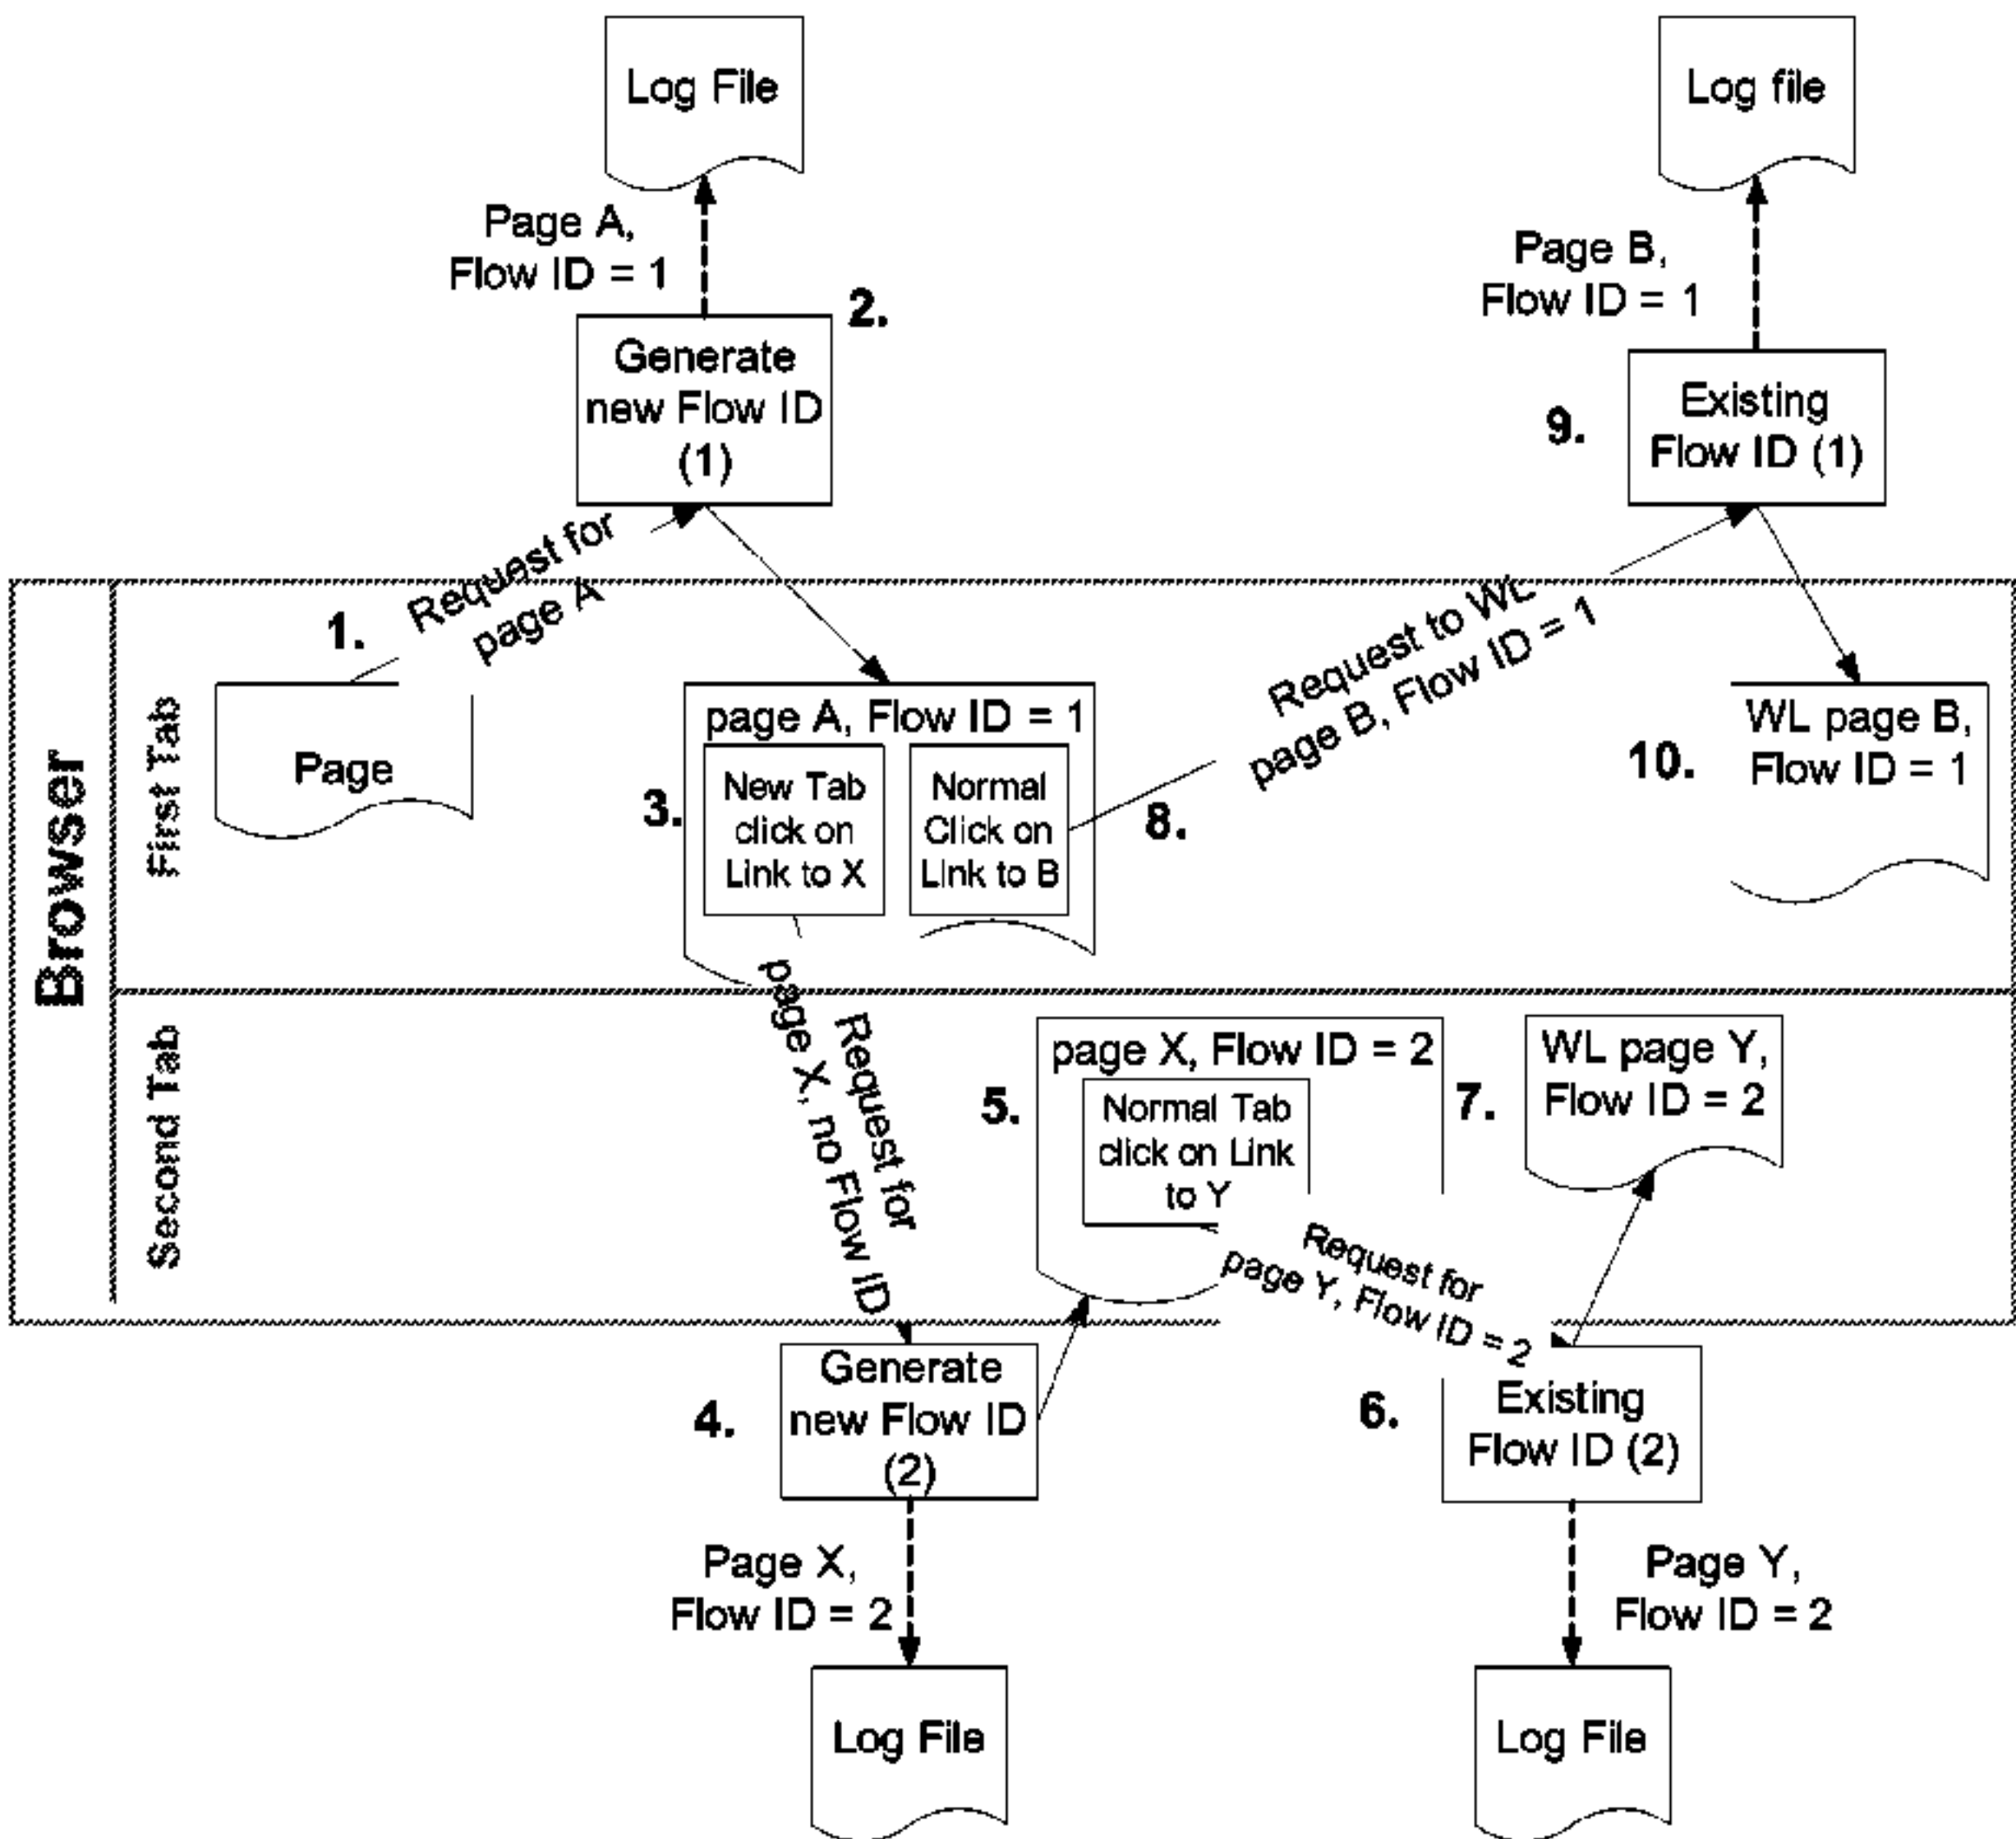 Log File
Log file
Page A,
Flow ID = 1
2.
Generate
new Flow ID
(1)
Page B,
Flow ID = 1
9.
Existing
Flow ID (1)
Browser
First Tab
1.
Request for
page A
Page
page A, Flow ID = 1
3.
New Tab
click on
Link to X
Normal
Click on
Link to B
8.
Request to WL
page B, Flow ID = 1
10.
WL page B,
Flow ID = 1
Second Tab
Request for
page X, no Flow ID
5.
page X, Flow ID = 2
Normal Tab
click on Link
to Y
7.
WL page Y,
Flow ID = 2
Request for
page Y, Flow ID = 2
4.
Generate
new Flow ID
(2)
6.
Existing
Flow ID (2)
Page X,
Flow ID = 2
Page Y,
Flow ID = 2
Log File
Log File